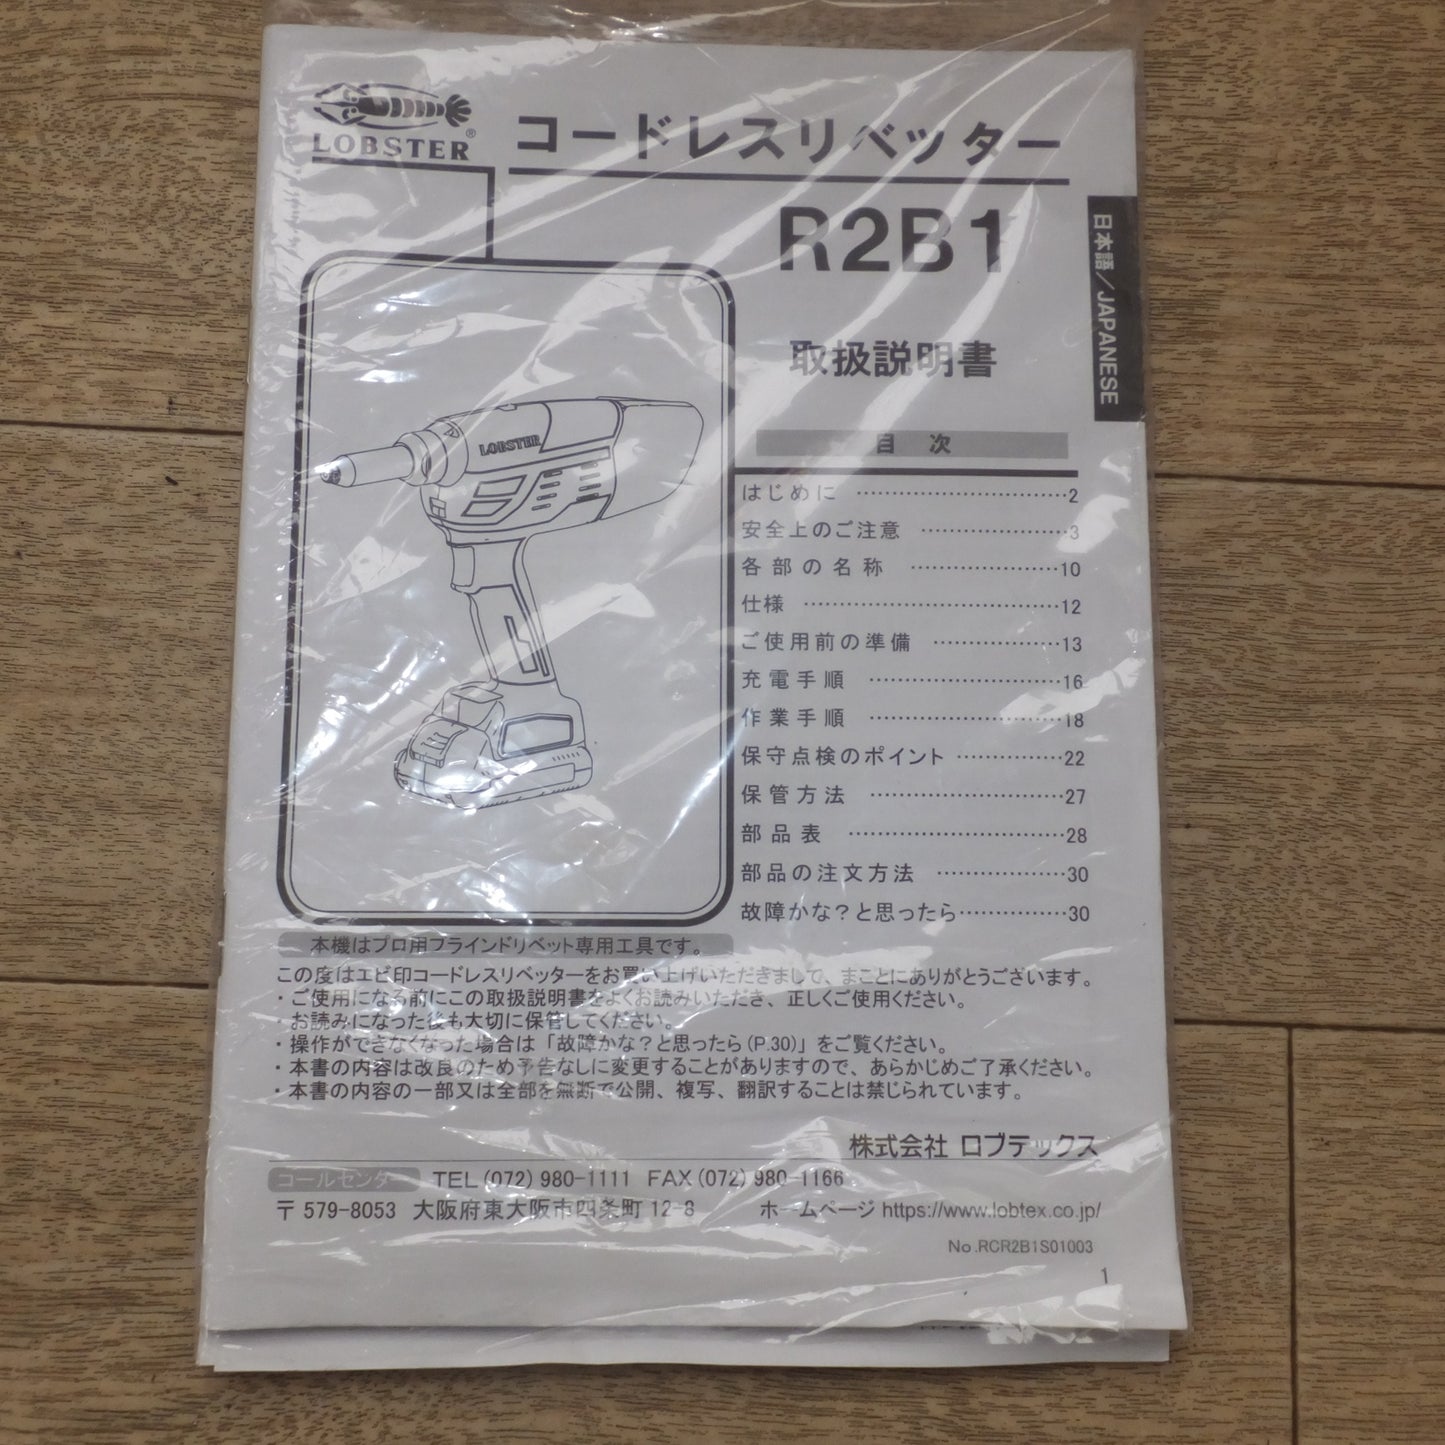 LOBSTER®
コードレスリベッター
R2B1
日本語/JAPANESE
取扱説明書
LOBSTER
目 次
はじめに ……………………… 2
安全上のご注意 ……………… 3
各部の名称 ……………… 10
仕様 …………………………… 12
ご使用前の準備 ……………… 13
充電手順 …………………… 16
作業手順 …………………… 18
保守点検のポイント …………… 22
保管方法 …………………… 27
部品表 ……………………… 28
部品の注文方法 ……………… 30
故障かな?と思ったら …………… 30
本機はプロ用ブラインドリベット専用工具です。
この度はエビ印コードレスリベッターをお買い上げいただきまして、まことにありがとうございます。
・ご使用になる前にこの取扱説明書をよくお読みいただき、正しくご使用ください。
・お読みになった後も大切に保管してください。
・操作ができなくなった場合は「故障かな?と思ったら(P.30)」をご覧ください。
・本書の内容は改良のため予告なしに変更することがありますので、あらかじめご了承ください。
・本書の内容の一部又は全部を無断で公開、複写、翻訳することは禁じられています。
株式会社 ロブテックス
コールセンター TEL (072) 980-1111 FAX (072) 980-1166
〒579-8053 大阪府東大阪市四条町 12-8 ホームページ https://www.lobtex.co.jp/
No.RCR2B1S01003
1